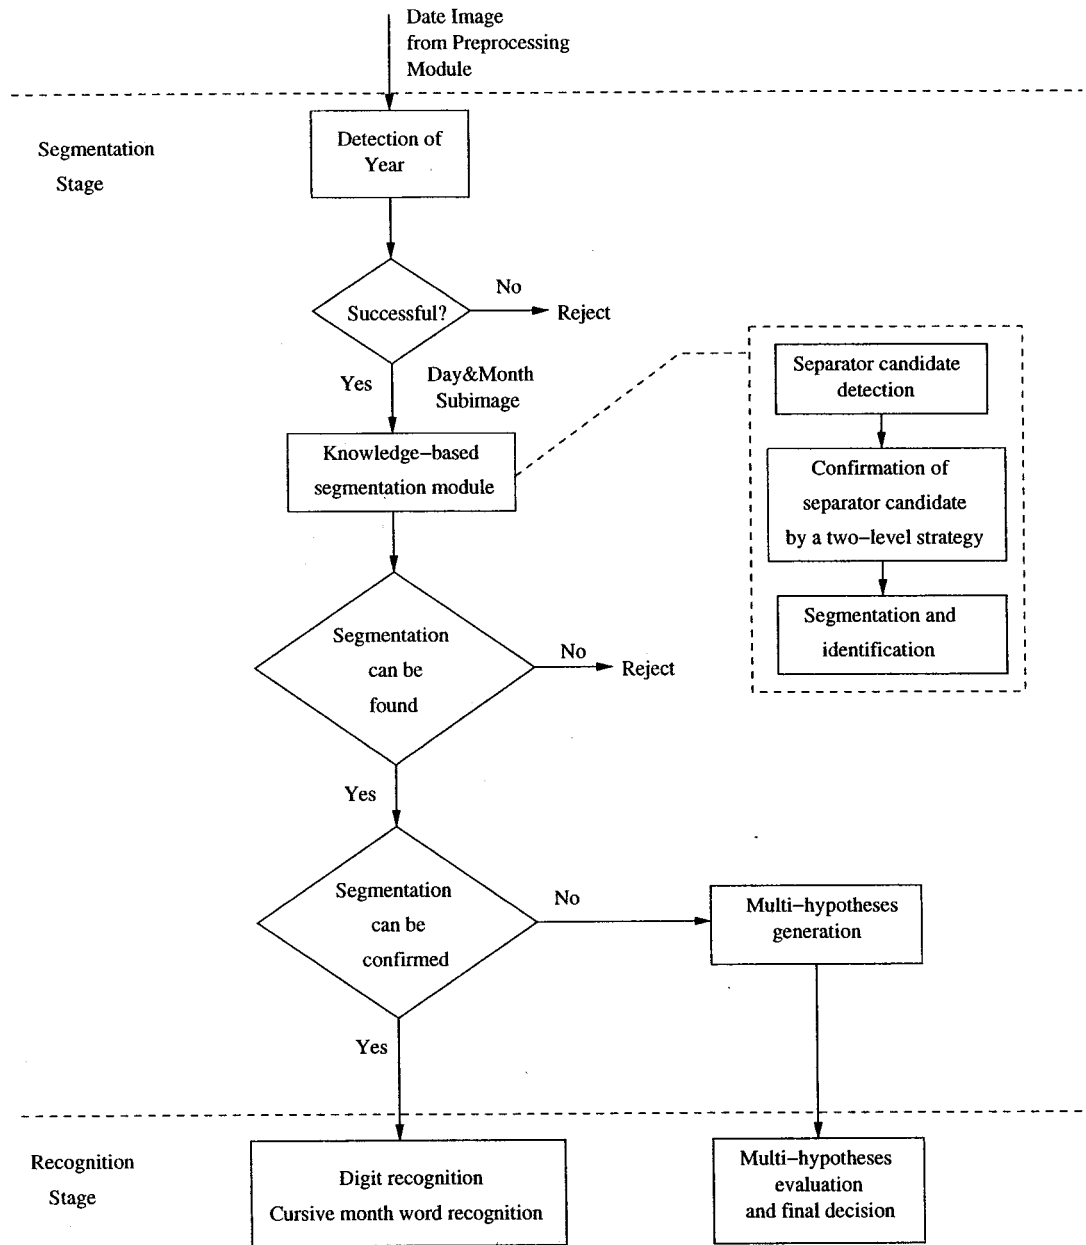 Date Image
from Preprocessing
Module
Segmentation
Stage
Detection of
Year
Successful?
No
Reject
Yes
Day&Month
Subimage
Knowledge-based
segmentation module
Separator candidate
detection
Confirmation of
separator candidate
by a two-level strategy
Segmentation and
identification
Segmentation
can be
found
No
Reject
Yes
Segmentation
can be
confirmed
No
Multi-hypotheses
generation
Yes
Recognition
Stage
Digit recognition
Cursive month word recognition
Multi-hypotheses
evaluation
and final decision